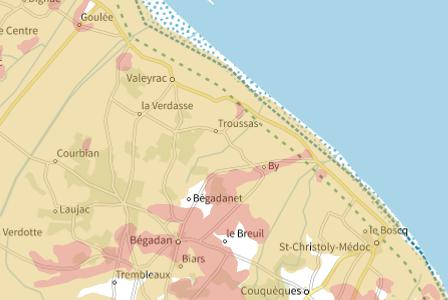 Goulée
e Centre
Valeyrac
la Verdasse
Troussas
Courbian
By
Bégadanet
Laujac
Verdotte
le Breuil
le Boscq
Bégadan
St-Christoly-Médoc
Biars
Trembleaux
Couquèques